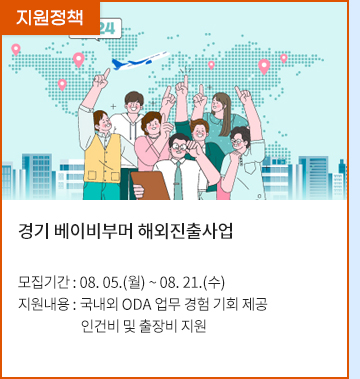 지원정책
24
경기 베이비부머 해외진출사업
모집기간 : 08. 05.(월) ~ 08. 21.(수)
지원내용 : 국내외 ODA 업무 경험 기회 제공
인건비 및 출장비 지원